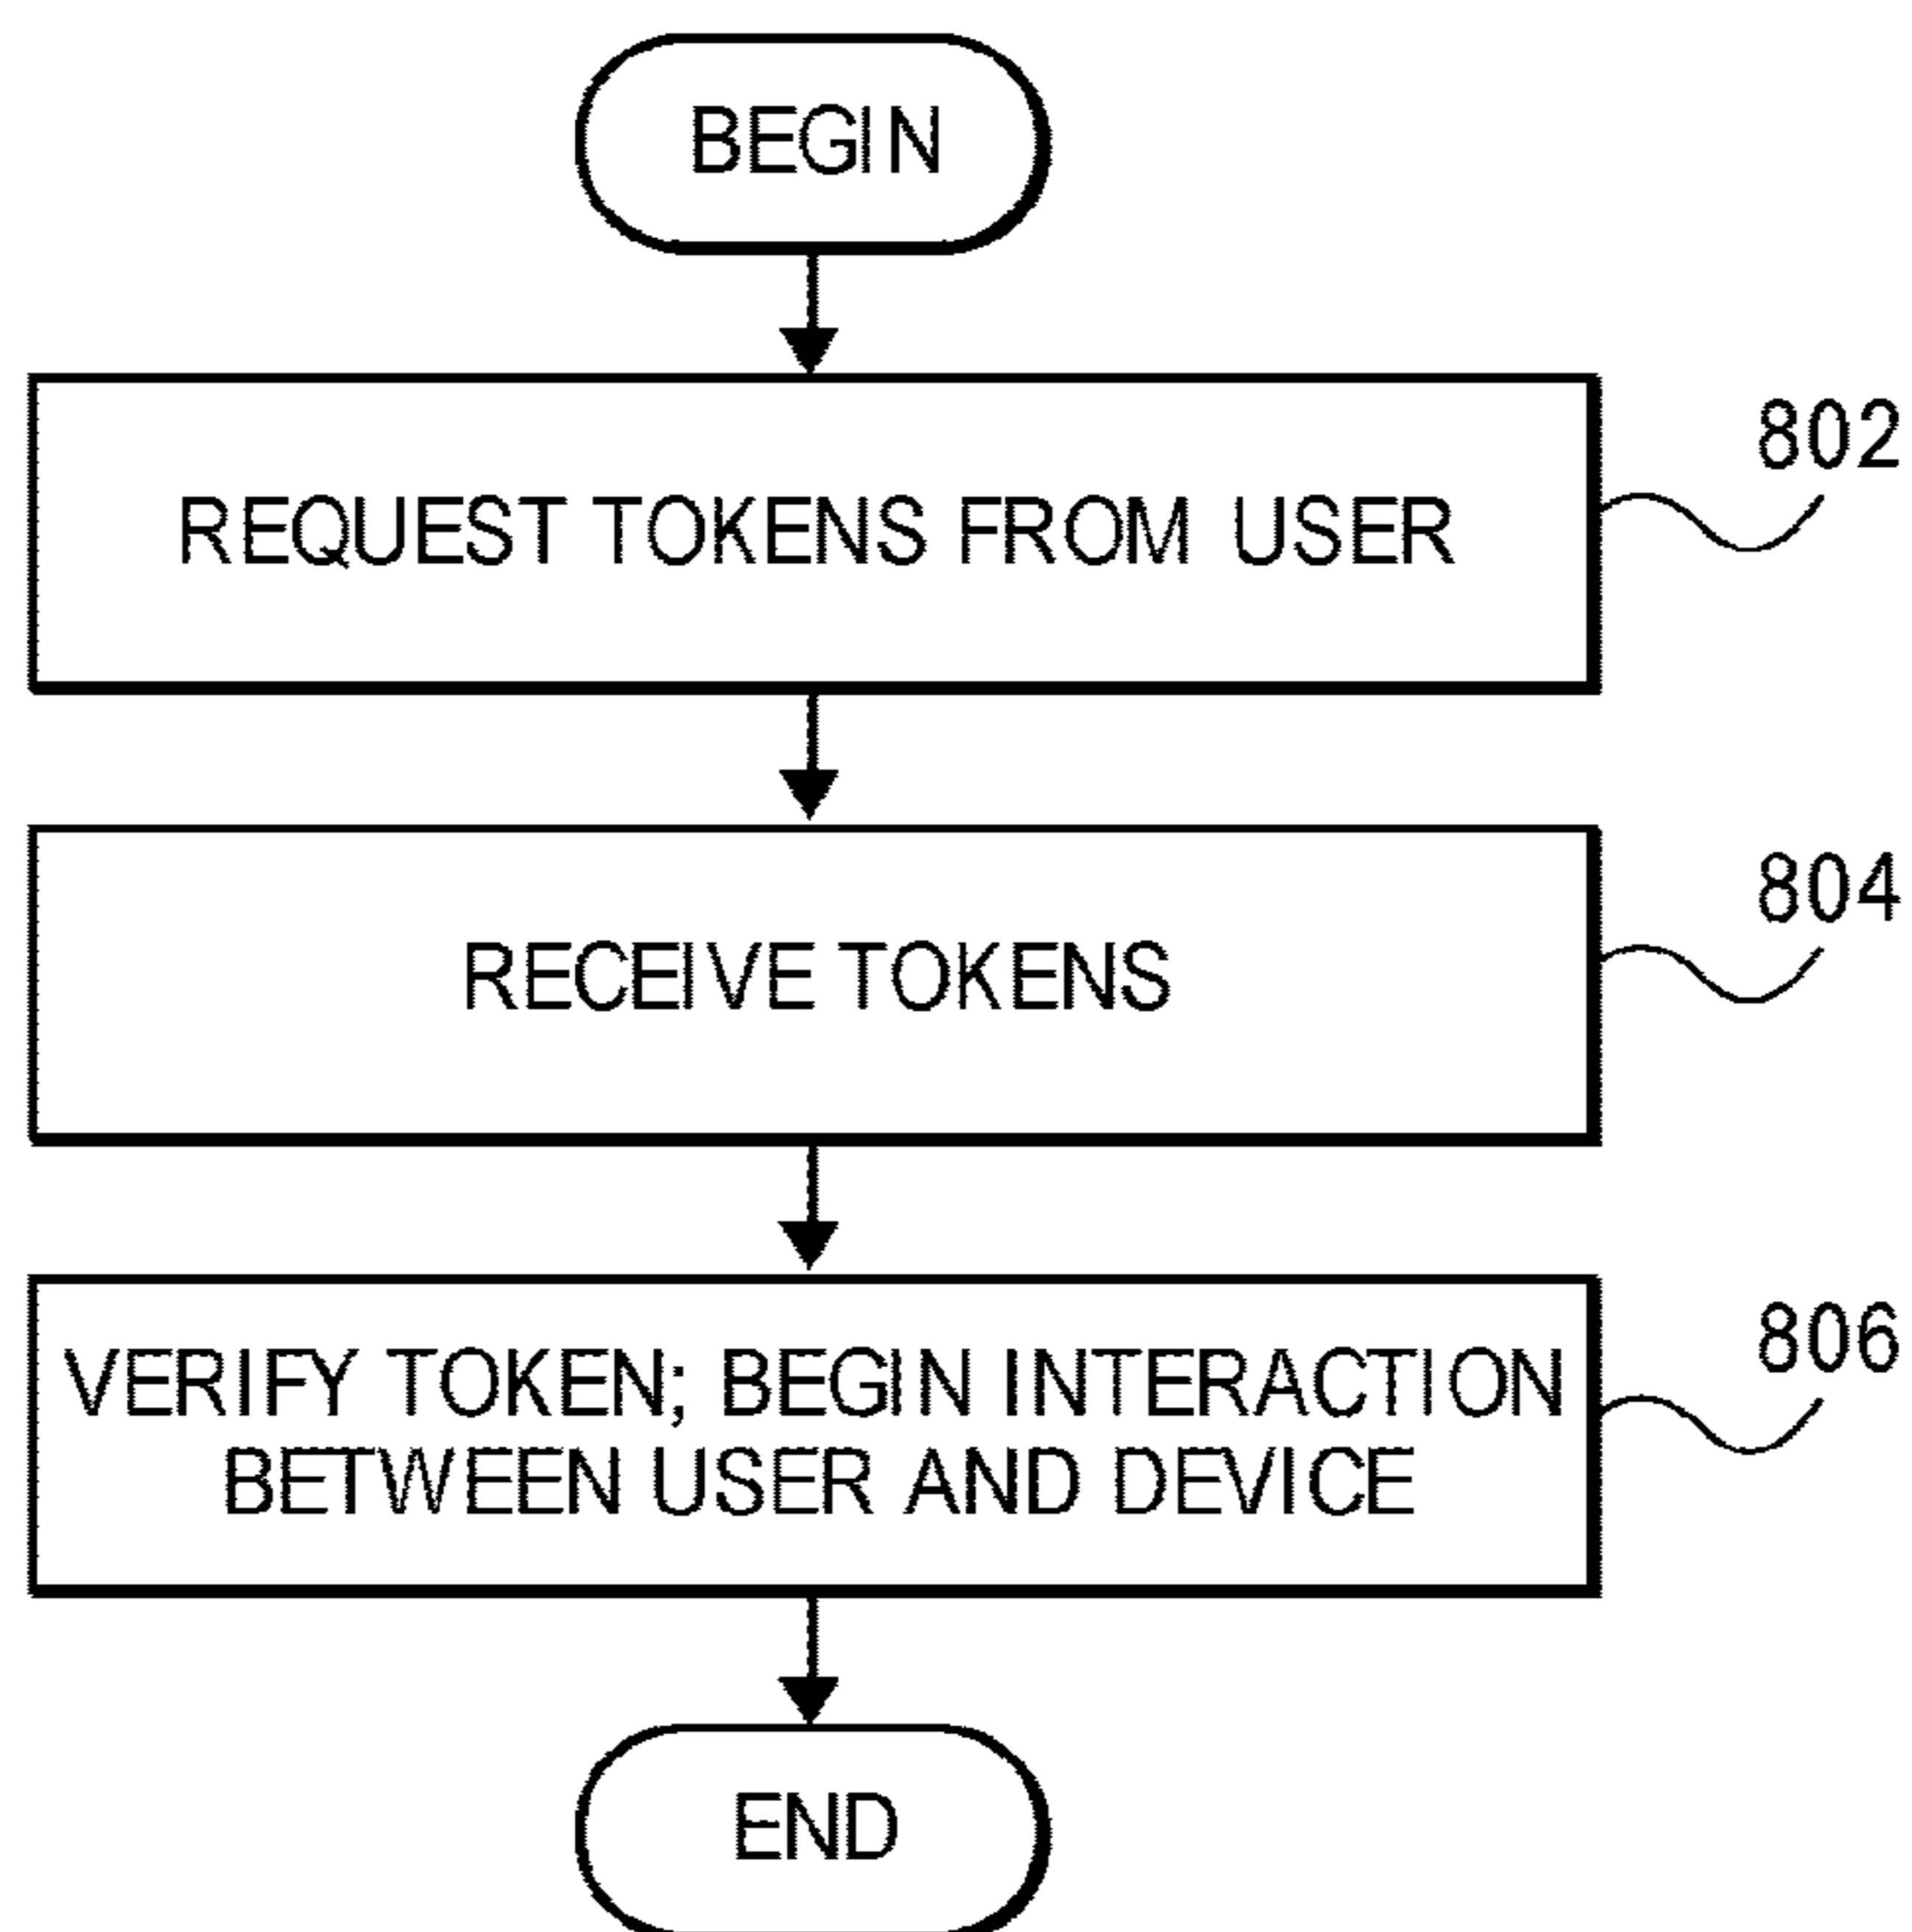 BEGIN
802
REQUEST TOKENS FROM USER
804
RECEIVE TOKENS
806
VERIFY TOKEN; BEGIN INTERACTION
BETWEEN USER AND DEVICE
END